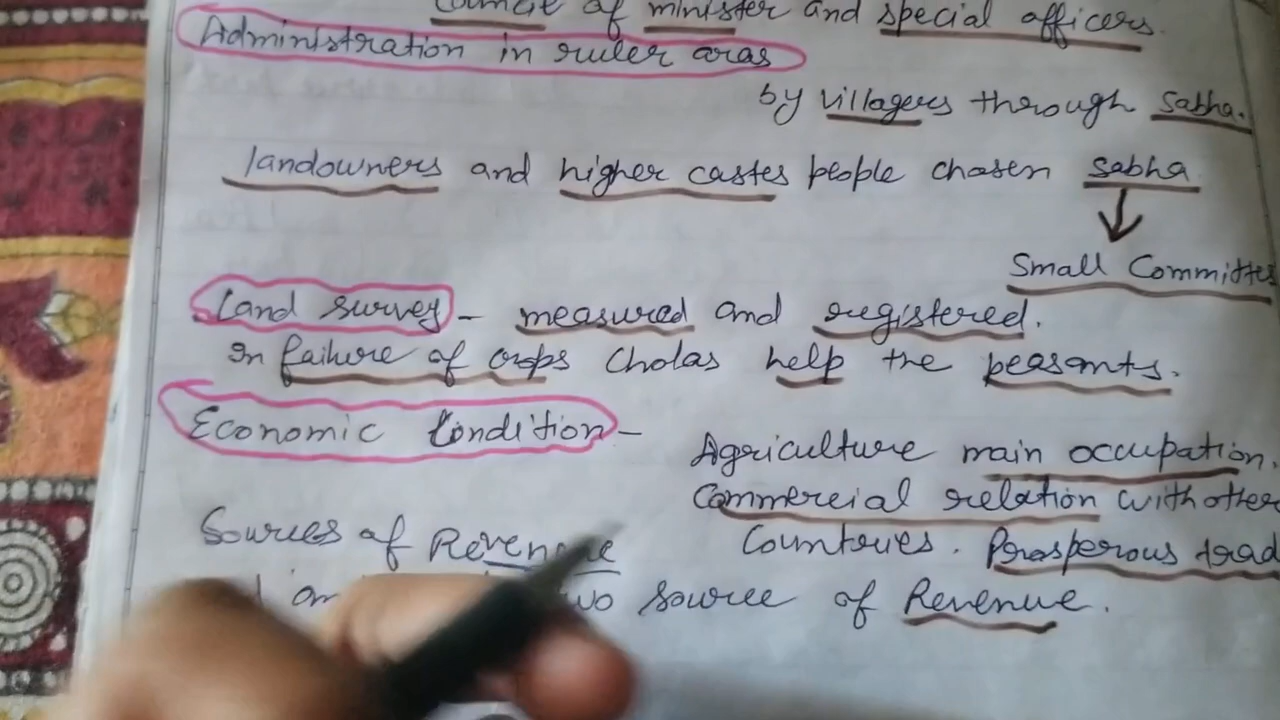 Council of minister and special officers.
Administration in ruler aras
by villagers through sabha.
landowners and higher castes people chosen sabha
Small Committes
Land survey - measured and registered.
In failure of crops Cholas help the peasants.
Economic Condition -
Agriculture main occupation.
Commercial relation with other
Countries. Prosperous trad
Sources of Revenue
source of Revenue.